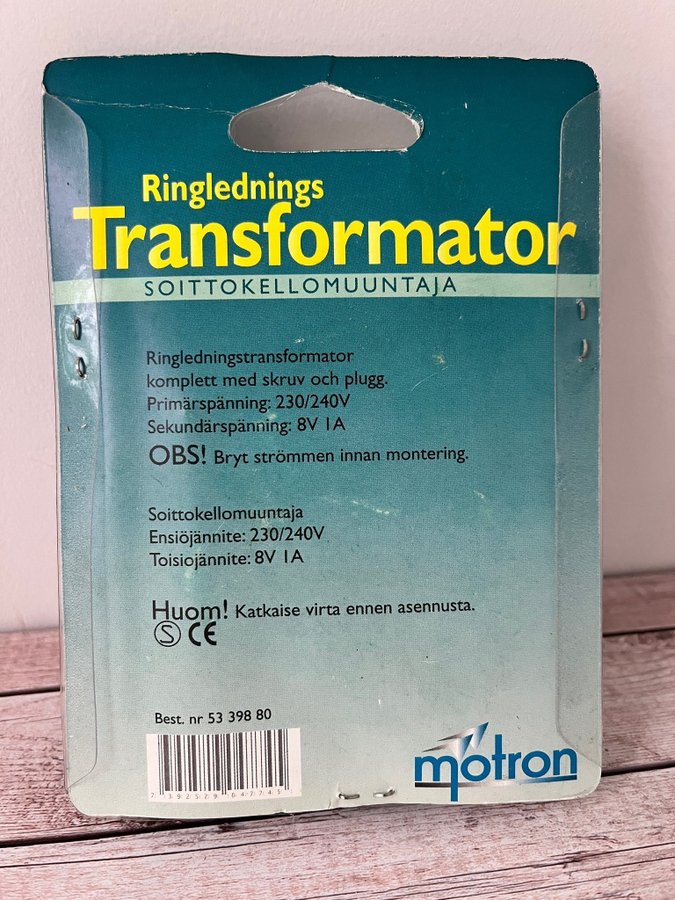 Ringlednings
Transformator
SOITTOKELLOMUUNTAJA
Ringledningstransformator
komplett med skruv och plugg.
Primärspänning: 230/240V
Sekundärspänning: 8V 1A
OBS! Bryt strömmen innan montering.
Soittokellomuuntaja
Ensiöjännite: 230/240V
Toisiojännite: 8V 1A
Huom! Katkaise virta ennen asennusta.
S CE
Best. nr 53 398 80
motron